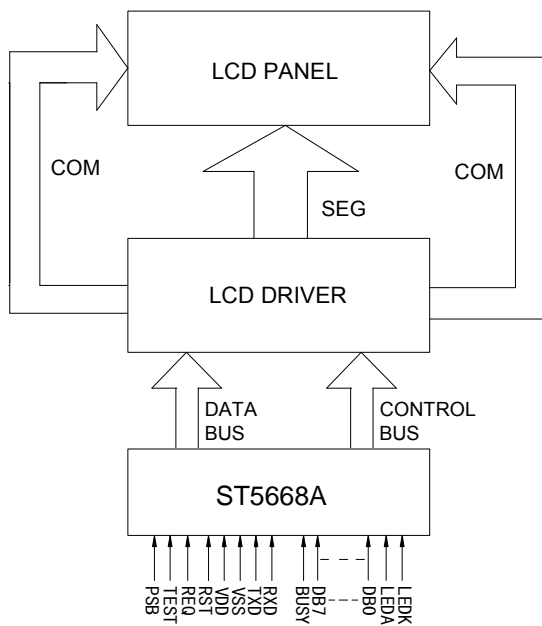 LCD PANEL
COM
COM
SEG
LCD DRIVER
DATA
BUS
CONTROL
BUS
ST5668A
PSB
TEST
REQ
RST
VDD
VSS
TXD
RXD
BUSY
DB7
DB0
LEDA
LEDK